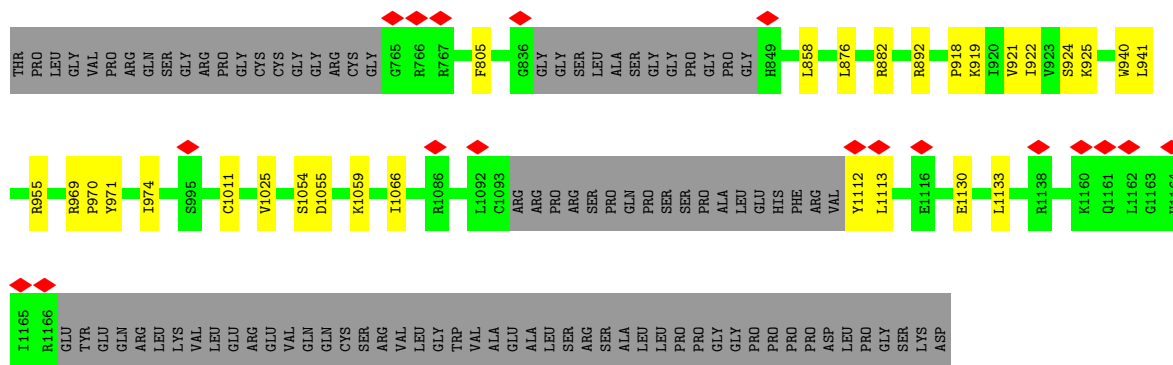 THR PRO LEU GLY VAL PRO ARG GLN SER GLY ARG PRO GLY CYS CYS GLY GLY ARG CYS GLY G765 R766 R767 F805 G836 GLY GLY SER LEU ALA SER GLY GLY PRO GLY PRO GLY H849 L858 L876 R882 R892 P918 K919 I920 V921 I922 V923 S924 K925 W940 L941
R955 R969 P970 Y971 I974 S995 C1011 V1025 S1054 D1055 K1059 I1066 R1086 L1092 C1093 ARG ARG PRO ARG SER PRO GLN PRO SER SER PRO ALA LEU GLU HIS PHE ARG VAL Y1112 L1113 E1116 E1130 L1133 R1138 K1160 Q1161 L1162 G1163
I1165 R1166 GLU TYR GLU GLN ARG LEU LYS VAL LEU GLU ARG GLU VAL GLN GLN CYS SER ARG VAL LEU GLY TRP VAL ALA GLU ALA LEU SER ARG SER ALA LEU LEU PRO PRO GLY GLY PRO PRO PRO PRO ASP LEU PRO GLY SER LYS ASP